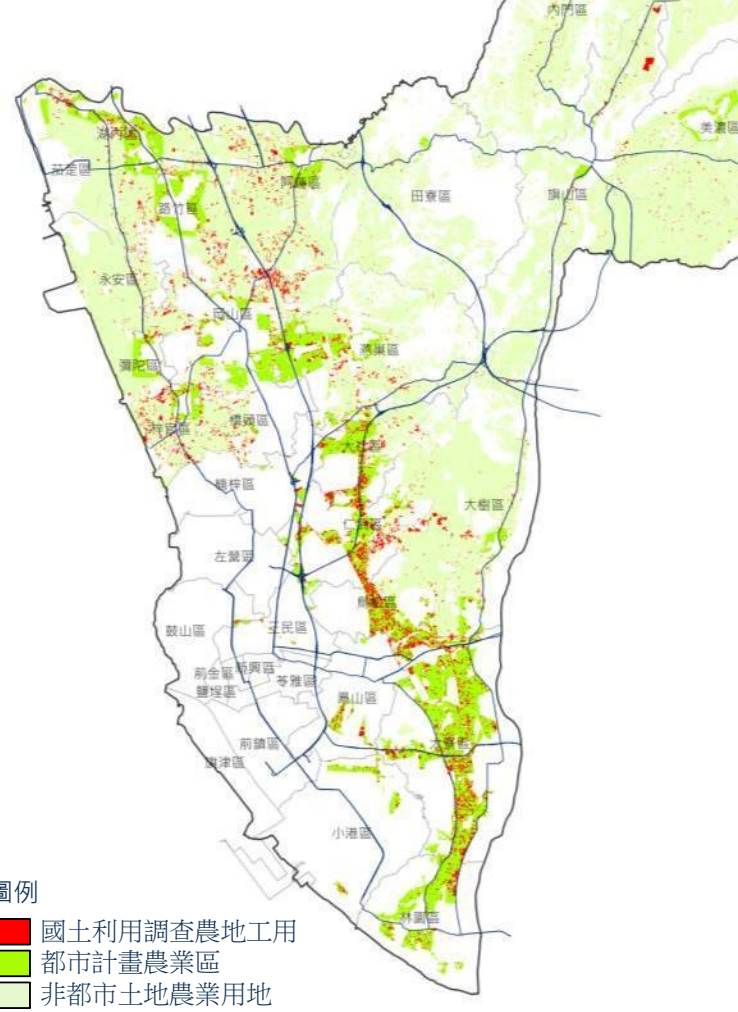 內門區
美濃區
湖內區
茄萣區
阿蓮區
田寮區
旗山區
路竹區
永安區
岡山區
燕巢區
彌陀區
梓官區
橋頭區
大社區
楠梓區
大樹區
仁武區
左營區
鳥松區
鼓山區
三民區
前金區
新興區
鹽埕區
苓雅區
鳳山區
前鎮區
大寮區
旗津區
小港區
林園區
圖例
國土利用調查農地工用
都市計畫農業區
非都市土地農業用地